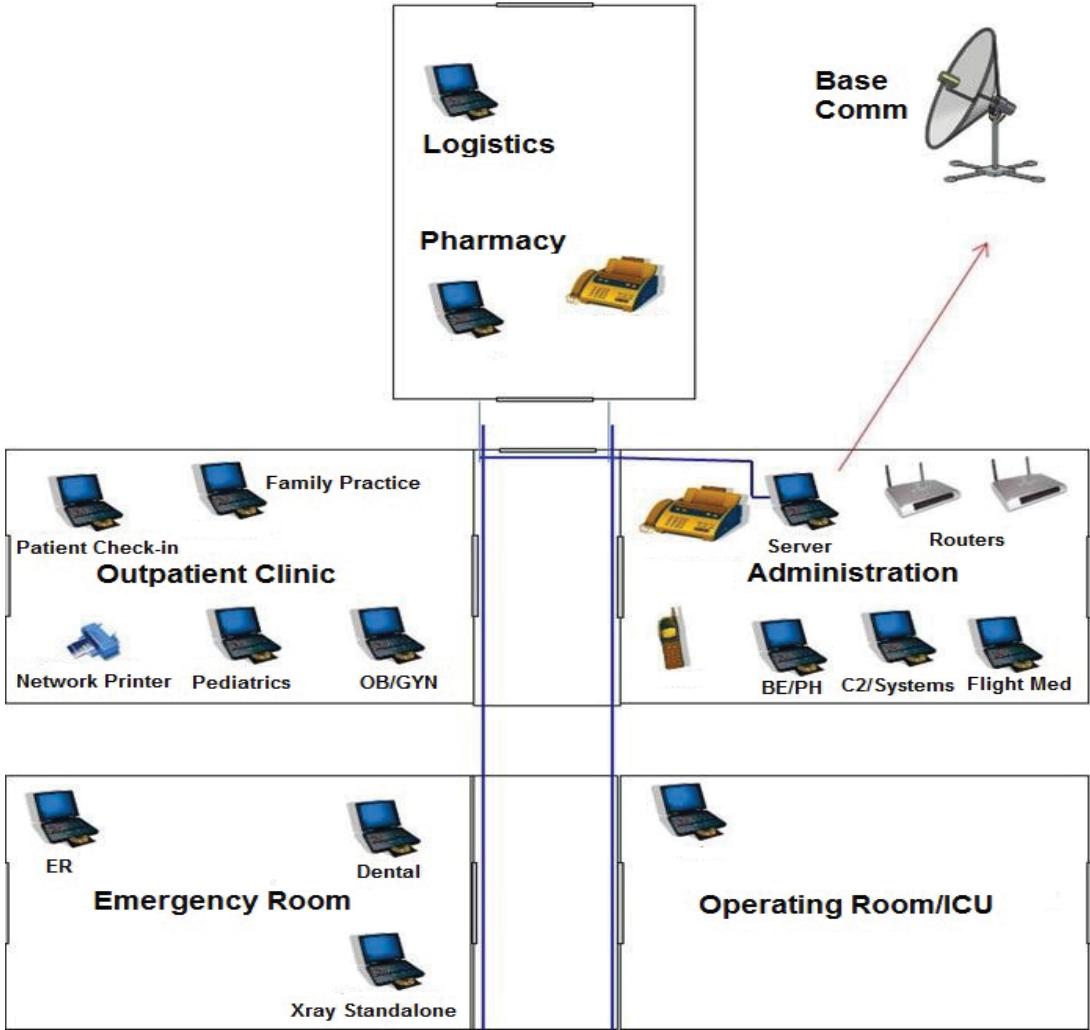 Base
Comm
Logistics
Pharmacy
Family Practice
Patient Check-in
Outpatient Clinic
Network Printer
Pediatrics
OB/GYN
Server
Routers
Administration
BE/PH
C2/Systems
Flight Med
ER
Dental
Emergency Room
Xray Standalone
Operating Room/ICU